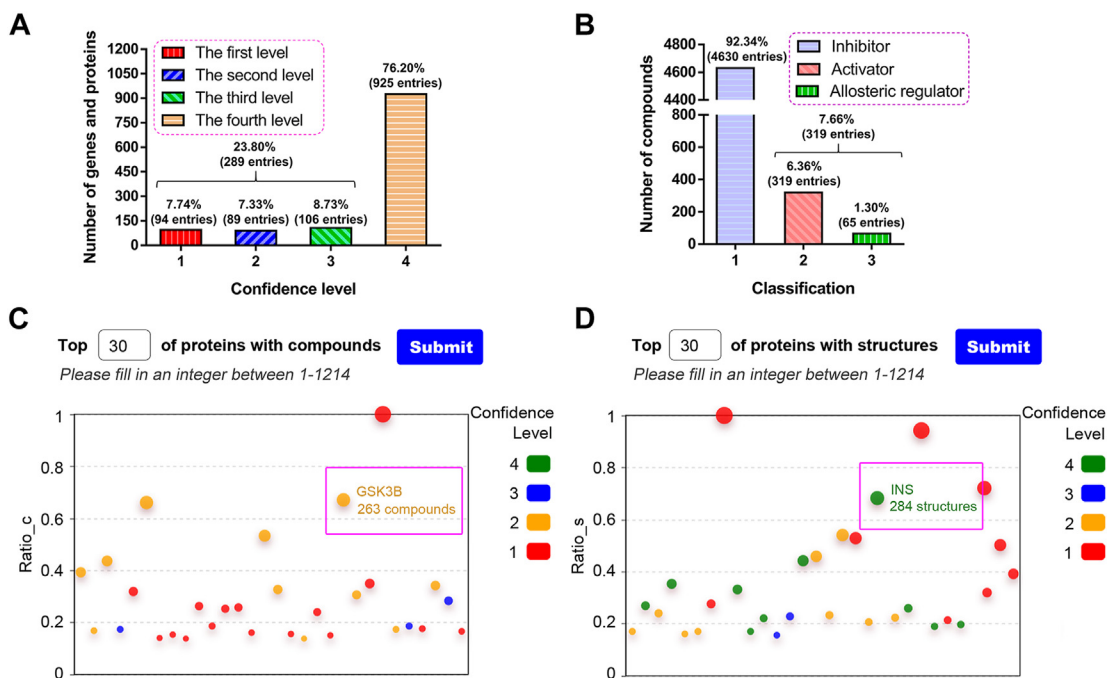 A
Number of genes and proteins
1200
1050
900
750
600
450
300
150
0
The first level
The second level
The third level
The fourth level
76.20%
(925 entries)
23.80%
(289 entries)
7.74%
(94 entries)
7.33%
(89 entries)
8.73%
(106 entries)
1
2
3
4
Confidence level
B
Number of compounds
4800
4600
4400
800
600
400
200
0
92.34%
(4630 entries)
Inhibitor
Activator
Allosteric regulator
7.66%
(319 entries)
6.36%
(319 entries)
1.30%
(65 entries)
1
2
3
Classification
C
Top 30 of proteins with compounds Submit
Please fill in an integer between 1-1214
Ratio_c
1
0.8
0.6
0.4
0.2
0
GSK3B
263 compounds
Confidence
Level
4
3
2
1
D
Top 30 of proteins with structures Submit
Please fill in an integer between 1-1214
Ratio_s
1
0.8
0.6
0.4
0.2
0
INS
284 structures
Confidence
Level
4
3
2
1